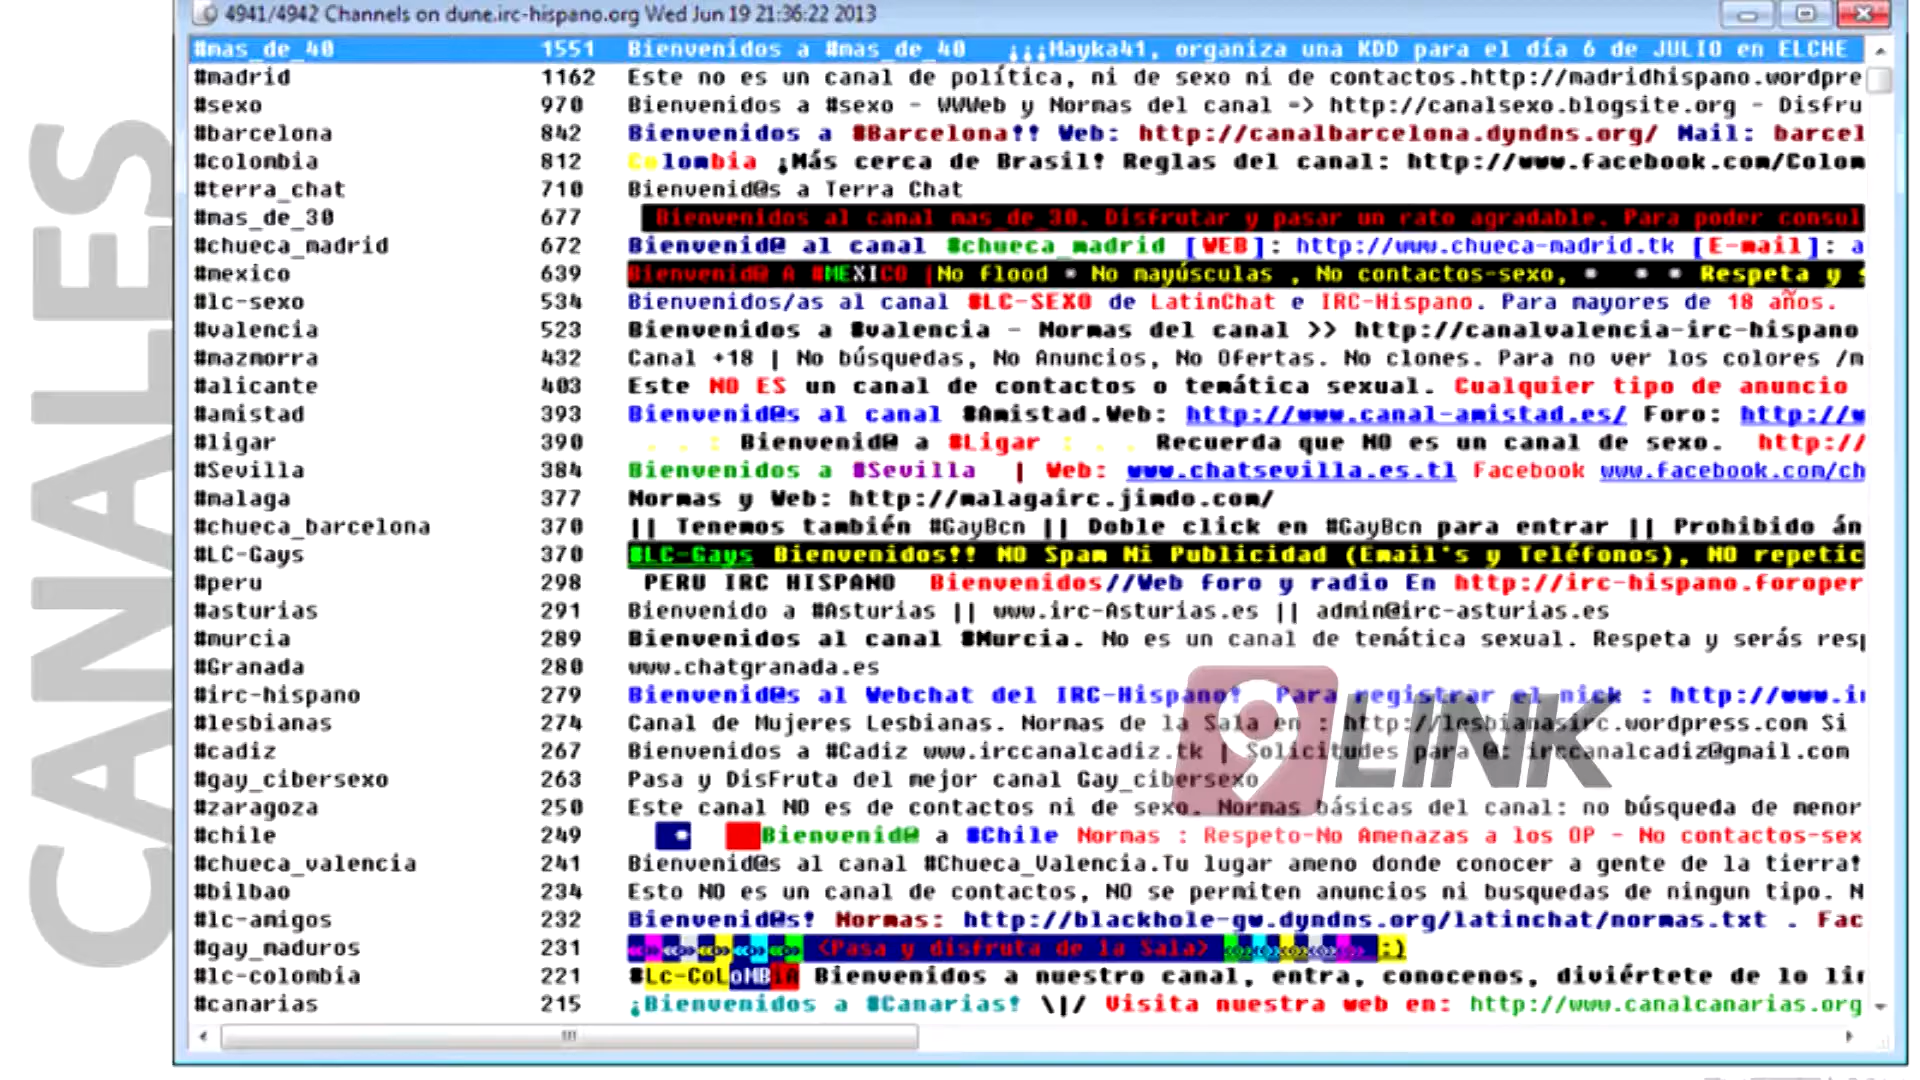 4941/4942 Channels on dune.irc-hispano.org Wed Jun 19 21:36:22 2013
CANALES
#mas_de_40 1551 Bienvenidos a #mas_de_40 ¡¡¡Mayka41, organiza una KDD para el día 6 de JULIO en ELCHE
#madrid 1162 Este no es un canal de política, ni de sexo ni de contactos.http://madridhispano.wordpre
#sexo 970 Bienvenidos a #sexo - WWWeb y Normas del canal -> http://canalsexo.blogsite.org - Disfru
#barcelona 842 Bienvenidos a #Barcelona!! Web: http://canalbarcelona.dyndns.org/ Mail: barcel
#colombia 812 Colombia ¡Más cerca de Brasil! Reglas del canal: http://www.facebook.com/Colom
#terra_chat 710 Bienvenid@s a Terra Chat
#mas_de_30 677 Bienvenidos al canal mas_de_30. Disfrutar y pasar un rato agradable. Para poder consul
#chueca_madrid 672 Bienvenid@ al canal #chueca_madrid [WEB]: http://www.chueca-madrid.tk [E-mail]: a
#mexico 639 Bienvenid@ A #MEXICO |No flood * No mayúsculas , No contactos-sexo, * * * Respeta y s
#lc-sexo 534 Bienvenidos/as al canal #LC-SEXO de LatinChat e IRC-Hispano. Para mayores de 18 años.
#valencia 523 Bienvenidos a #valencia - Normas del canal >> http://canalvalencia-irc-hispano
#mazmorra 432 Canal +18 | No búsquedas, No Anuncios, No Ofertas. No clones. Para no ver los colores /m
#alicante 403 Este NO ES un canal de contactos o temática sexual. Cualquier tipo de anuncio
#amistad 393 Bienvenid@s al canal #Amistad.Web: http://www.canal-amistad.es/ Foro: http://w
#ligar 390 . . : Bienvenid@ a #Ligar : . . Recuerda que NO es un canal de sexo. http://
#Sevilla 384 Bienvenidos a #Sevilla | Web: www.chatsevilla.es.tl Facebook www.facebook.com/ch
#malaga 377 Normas y Web: http://malagairc.jimdo.com/
#chueca_barcelona 370 || Tenemos también #GayBcn || Doble click en #GayBcn para entrar || Prohibido án
#LC-Gays 370 #LC-Gays Bienvenidos!! NO Spam Ni Publicidad (Email's y Teléfonos), NO repetic
#peru 298 PERU IRC HISPANO Bienvenidos//Web foro y radio En http://irc-hispano.foroper
#asturias 291 Bienvenido a #Asturias || www.irc-Asturias.es || admin@irc-asturias.es
#murcia 289 Bienvenidos al canal #Murcia. No es un canal de temática sexual. Respeta y serás resp
#Granada 280 www.chatgranada.es
#irc-hispano 279 Bienvenid@s al Webchat del IRC-Hispano! Para registrar el nick : http://www.ir
#lesbianas 274 Canal de Mujeres Lesbianas. Normas de la Sala en : http://lesbianasirc.wordpress.com Si
#cadiz 267 Bienvenidos a #Cadiz www.irccanalcadiz.tk | Solicitudes para @: irccanalcadiz@gmail.com
#gay_cibersexo 263 Pasa y DisFruta del mejor canal Gay_cibersexo
#zaragoza 250 Este canal NO es de contactos ni de sexo. Normas básicas del canal: no búsqueda de menor
#chile 249 * Bienvenid@ a #Chile Normas : Respeto-No Amenazas a los OP - No contactos-sex
#chueca_valencia 241 Bienvenid@s al canal #Chueca_Valencia.Tu lugar ameno donde conocer a gente de la tierra!
#bilbao 234 Esto NO es un canal de contactos, NO se permiten anuncios ni busquedas de ningun tipo. N
#lc-amigos 232 Bienvenid@s! Normas: http://blackhole-gw.dyndns.org/latinchat/normas.txt . Fac
#gay_maduros 231 «»«»«»«»«» <Pasa y disfruta de la Sala> «»«»«»«»«» :)
#lc-colombia 221 #Lc-CoLoMBiA Bienvenidos a nuestro canal, entra, conocenos, diviértete de lo lin
#canarias 215 ¡Bienvenidos a #Canarias! \|/ Visita nuestra web en: http://www.canalcanarias.org
9LINK